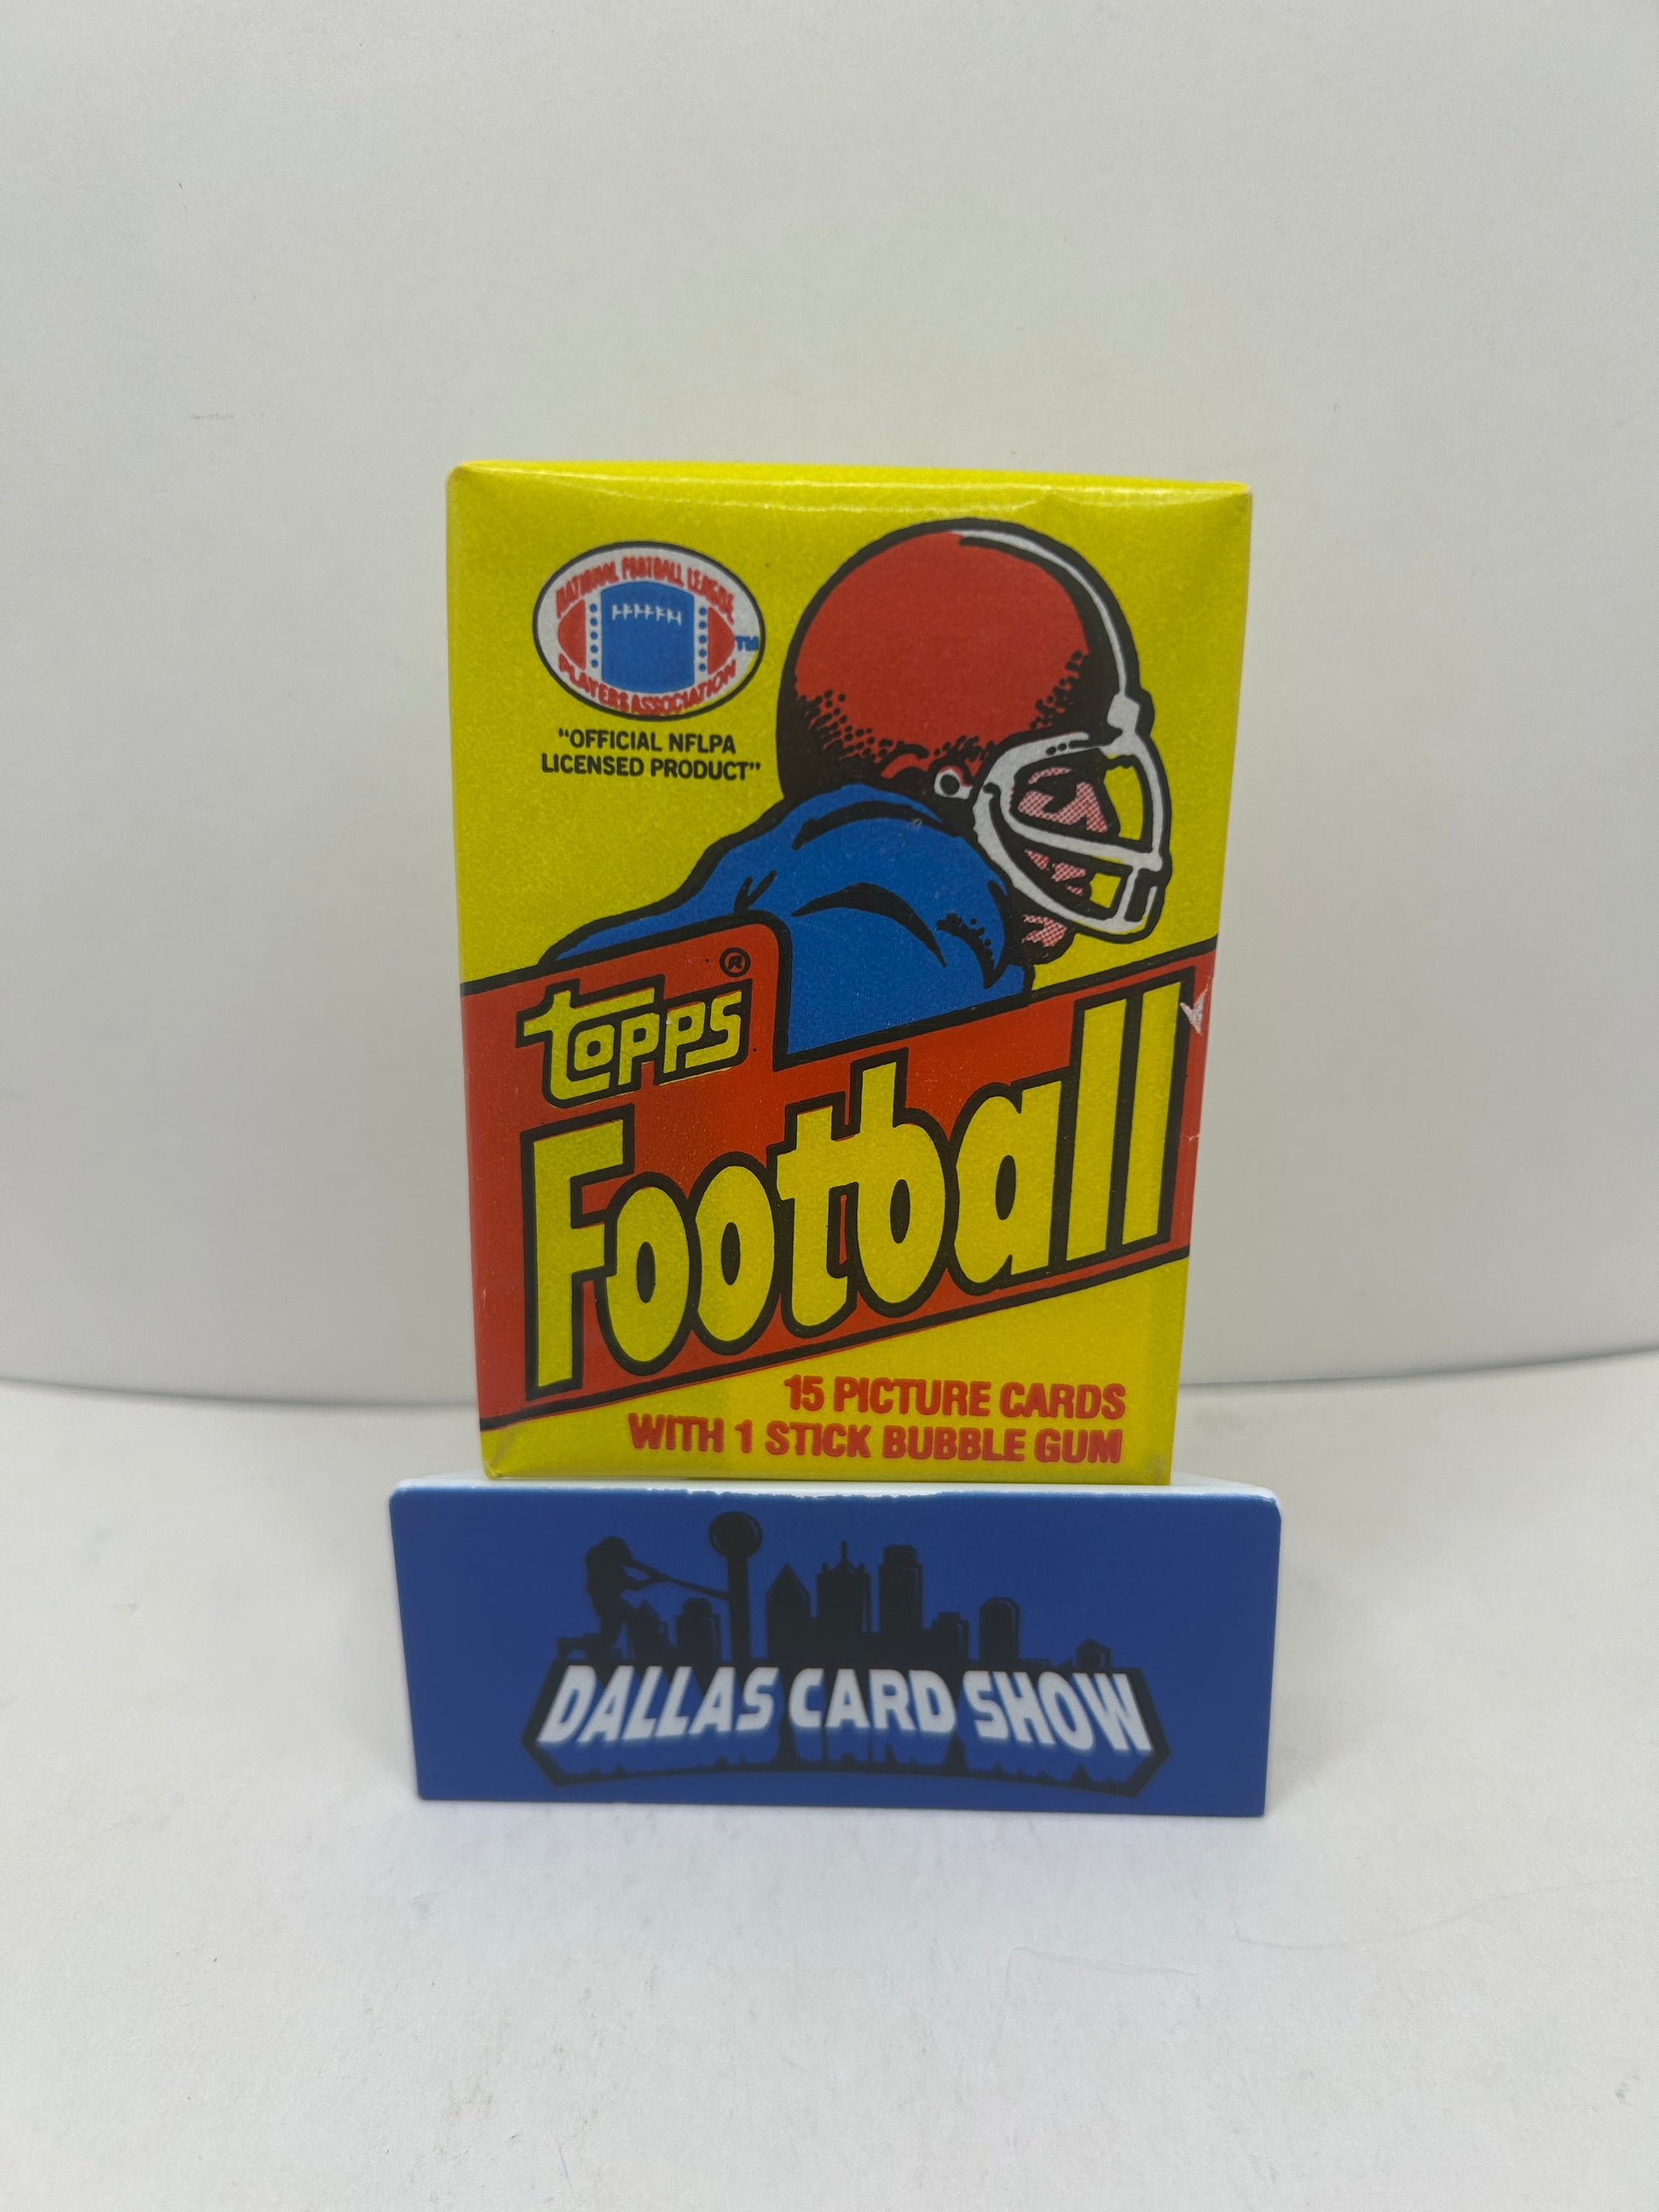 NATIONAL FOOTBALL LEAGUE
TM
PLAYERS ASSOCIATION
"OFFICIAL NFLPA
LICENSED PRODUCT"
topps ®
Football
15 PICTURE CARDS
WITH 1 STICK BUBBLE GUM
DALLAS CARD SHOW